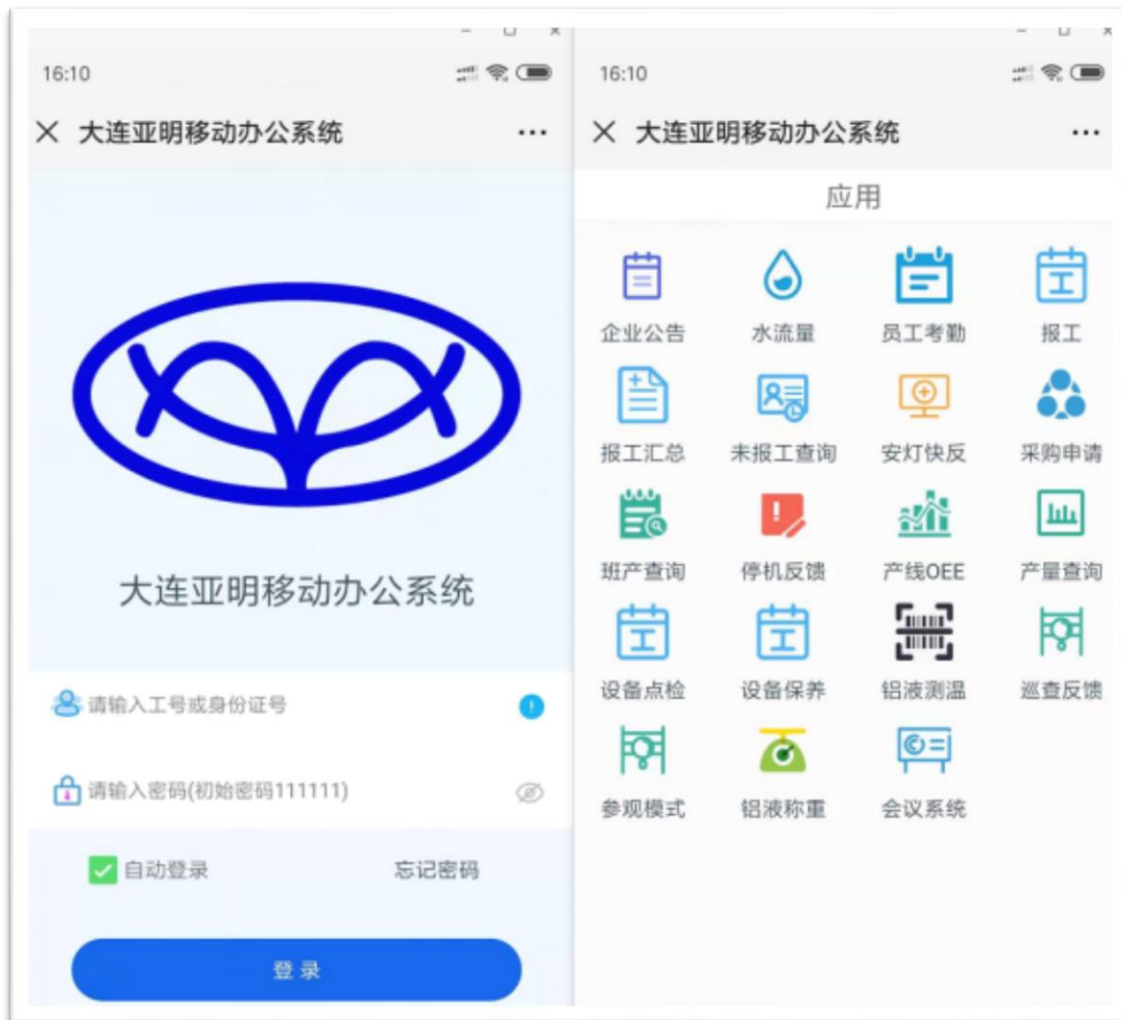 16:10
大连亚明移动办公系统
大连亚明移动办公系统
请输入工号或身份证号
请输入密码(初始密码111111)
自动登录 忘记密码
登录
16:10
大连亚明移动办公系统
应用
企业公告 水流量 员工考勤 报工
报工汇总 未报工查询 安灯快反 采购申请
班产查询 停机反馈 产线OEE 产量查询
设备点检 设备保养 铝液测温 巡查反馈
参观模式 铝液称重 会议系统